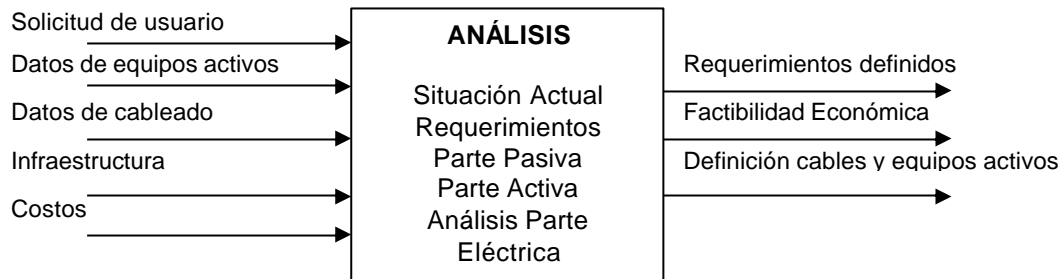 Solicitud de usuario
Datos de equipos activos
Datos de cableado
Infraestructura
Costos
ANÁLISIS
Situación Actual
Requerimientos
Parte Pasiva
Parte Activa
Análisis Parte
Eléctrica
Requerimientos definidos
Factibilidad Económica
Definición cables y equipos activos